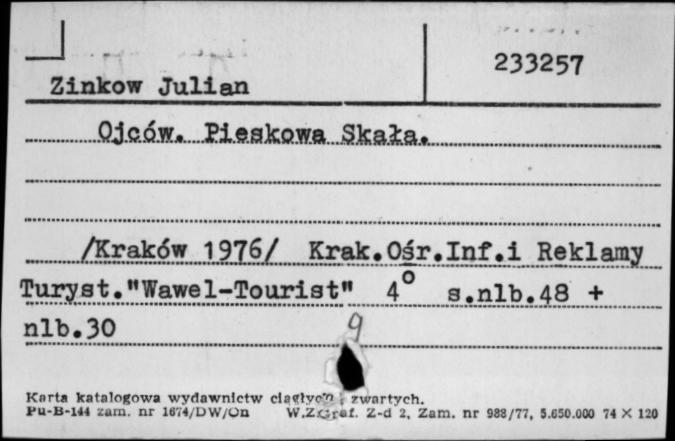 233257
Zinkow Julian
Ojców. Pieskowa Skała.
/Kraków 1976/ Krak.Ośr.Inf.i Reklamy
Turyst."Wawel-Tourist" 4° s.nlb.48 +
nlb.30
9
Karta katalogowa wydawnictw ciągłych i zwartych.
Pu-B-144 zam. nr 1674/DW/Un W.Z.Graf. Z-d 2, Zam. nr 988/77, 5.650.000 74 X 120